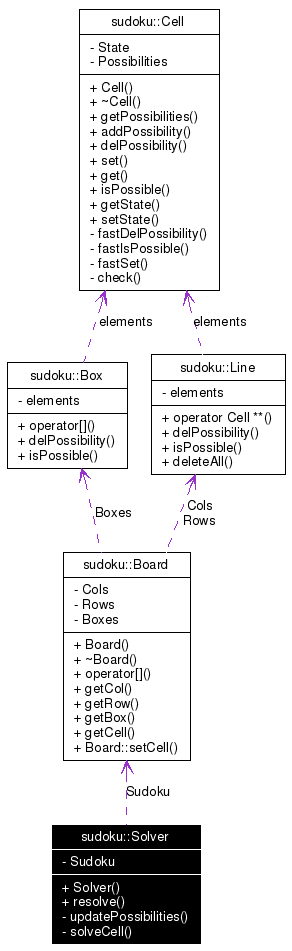 sudoku::Cell
- State
- Possibilities
+ Cell()
+ ~Cell()
+ getPossibilities()
+ addPossibility()
+ delPossibility()
+ set()
+ get()
+ isPossible()
+ getState()
+ setState()
- fastDelPossibility()
- fastIsPossible()
- fastSet()
- check()
elements
elements
sudoku::Box
- elements
+ operator[]()
+ delPossibility()
+ isPossible()
sudoku::Line
- elements
+ operator Cell **()
+ delPossibility()
+ isPossible()
+ deleteAll()
Boxes
Cols
Rows
sudoku::Board
- Cols
- Rows
- Boxes
+ Board()
+ ~Board()
+ operator[]()
+ getCol()
+ getRow()
+ getBox()
+ getCell()
+ Board::setCell()
Sudoku
sudoku::Solver
- Sudoku
+ Solver()
+ resolve()
- updatePossibilities()
- solveCell()